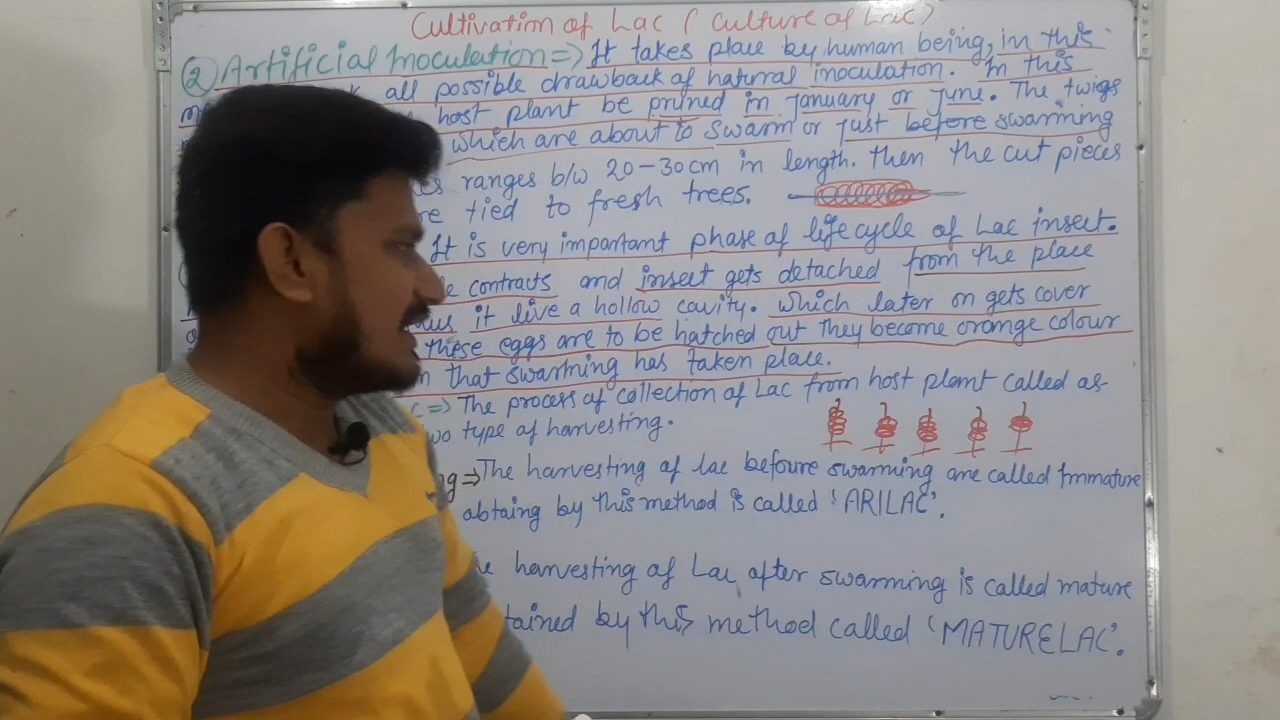 Cultivation of Lac ( Culture of Lac )
② Artificial Inoculation => It takes place by human being, in this
all possible drawback of natural inoculation. In this
host plant be pruned in January or June. The twigs
which are about to swarm or just before swarming
ranges b/w 20-30cm in length. then the cut pieces
re tied to fresh trees.
It is very important phase of life cycle of Lac insect.
le contracts and insect gets detached from the place
it live a hollow cavity. which later on gets cover
these eggs are to be hatched out they become orange colour
n that swarming has taken place.
c => The process of collection of Lac from host plant called as-
wo type of harvesting.
g => The harvesting of lac befoure swarming are called Immature
obtaing by this method is called 'ARILAC'.
e harvesting of Lac, after swarming is called mature
tained by this method called 'MATURELAC'.